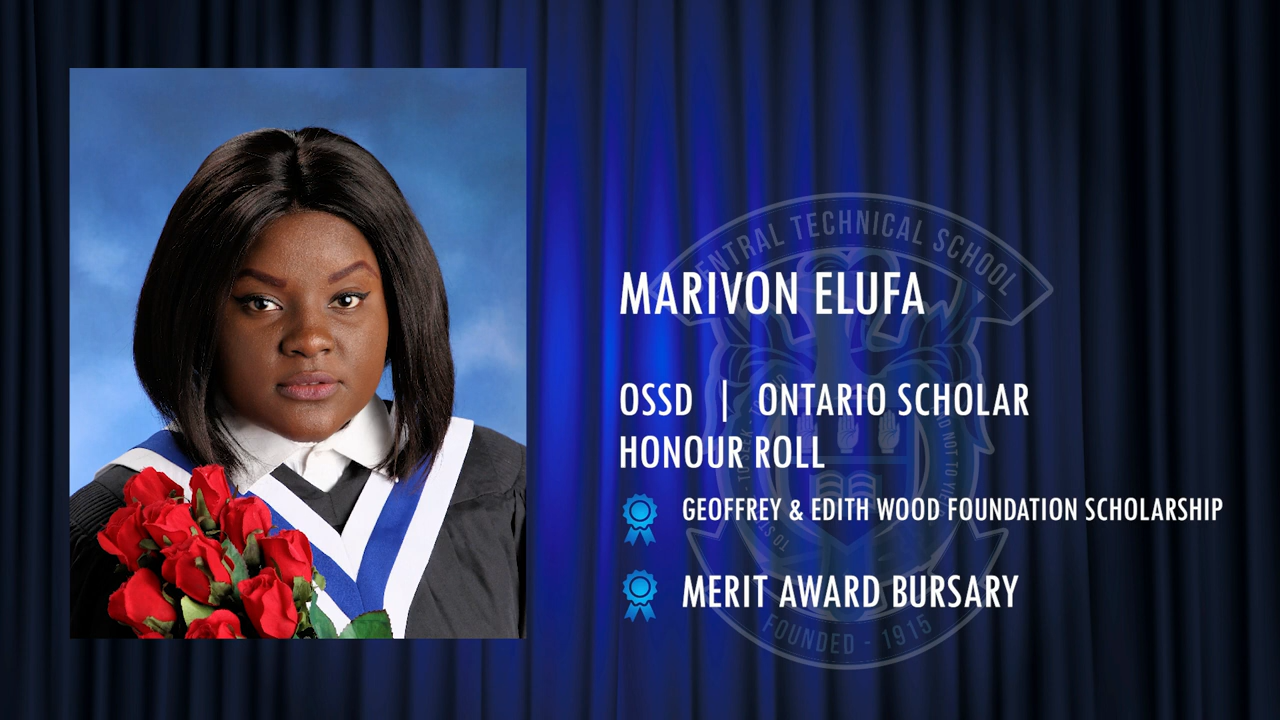 CENTRAL TECHNICAL SCHOOL
MARIVON ELUFA
OSSD | ONTARIO SCHOLAR
HONOUR ROLL
GEOFFREY & EDITH WOOD FOUNDATION SCHOLARSHIP
MERIT AWARD BURSARY
FOUNDED - 1915